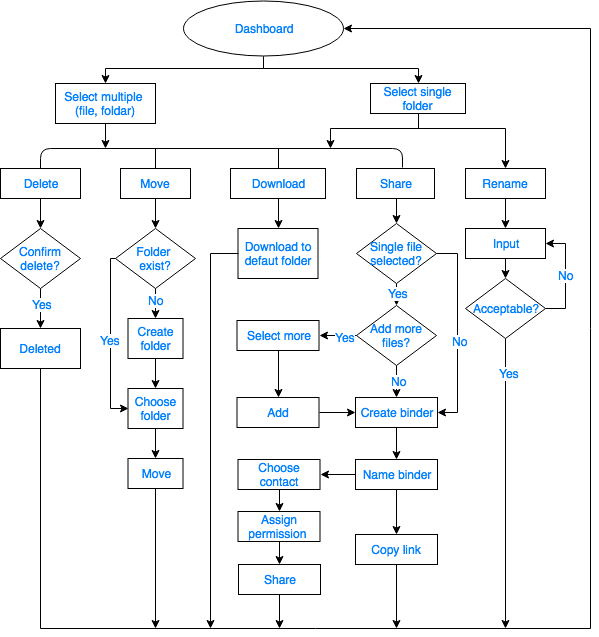 Dashboard
Select multiple
(file, foldar)
Select single
folder
Delete
Move
Download
Share
Rename
Confirm
delete?
Folder
exist?
Download to
defaut folder
Single file
selected?
Input
No
Yes
No
Yes
Acceptable?
Deleted
Create
folder
Yes
Select more
Yes
Add more
files?
No
No
Yes
Choose
folder
Add
Create binder
Move
Choose
contact
Name binder
Assign
permission
Copy link
Share